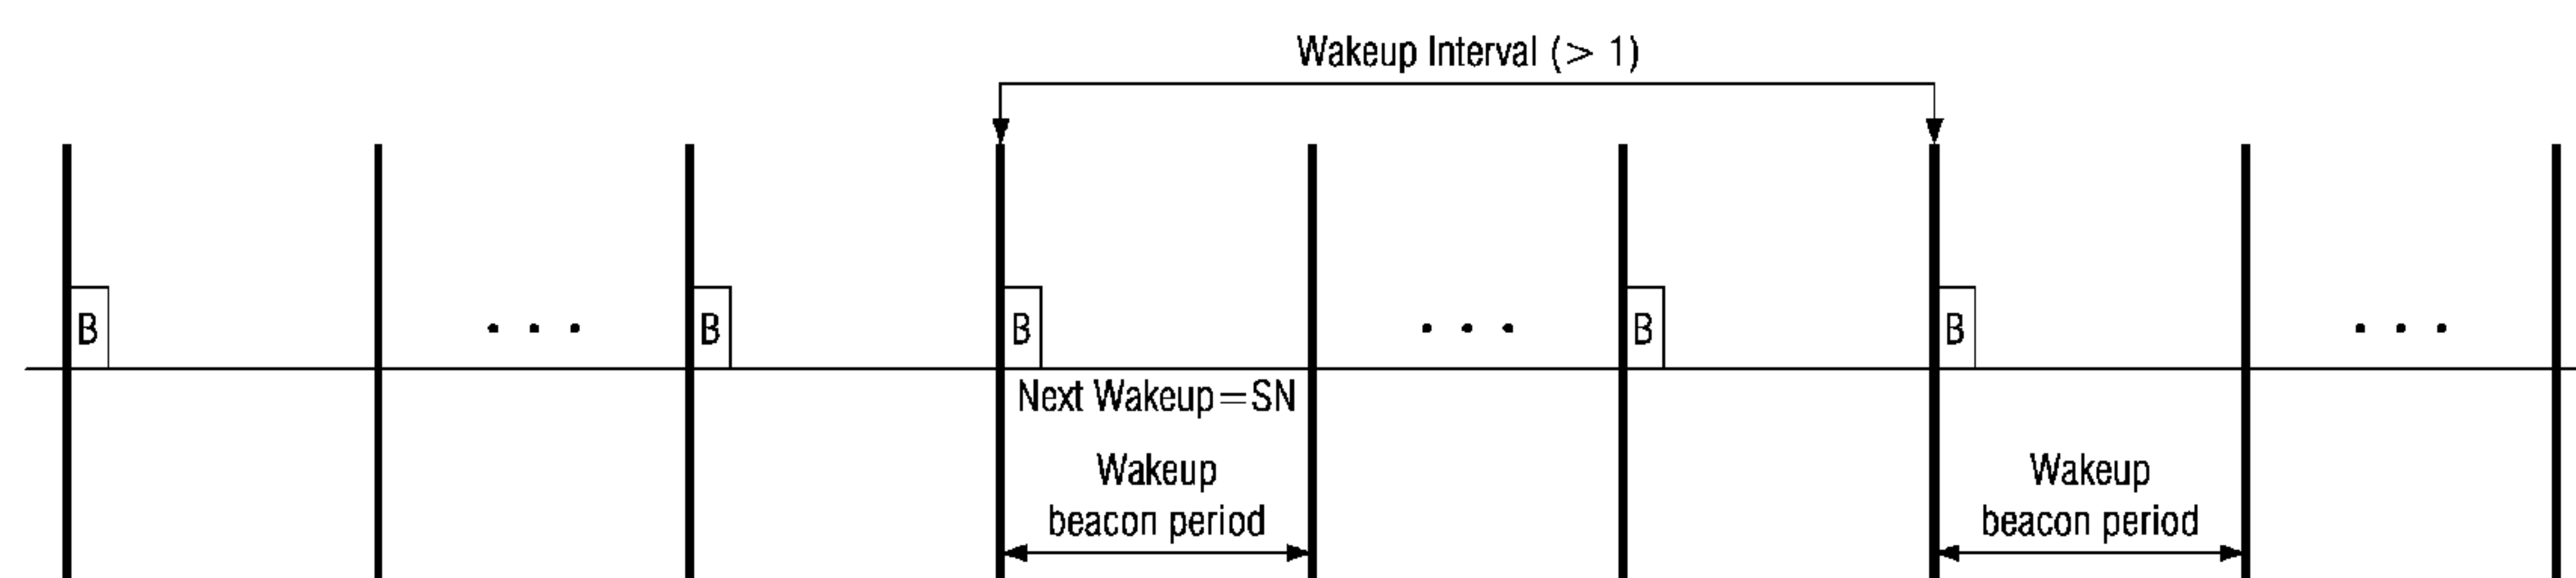 Wakeup Interval (> 1)
B
. . .
B
B
. . .
B
B
. . .
Next Wakeup=SN
Wakeup
beacon period
Wakeup
beacon period